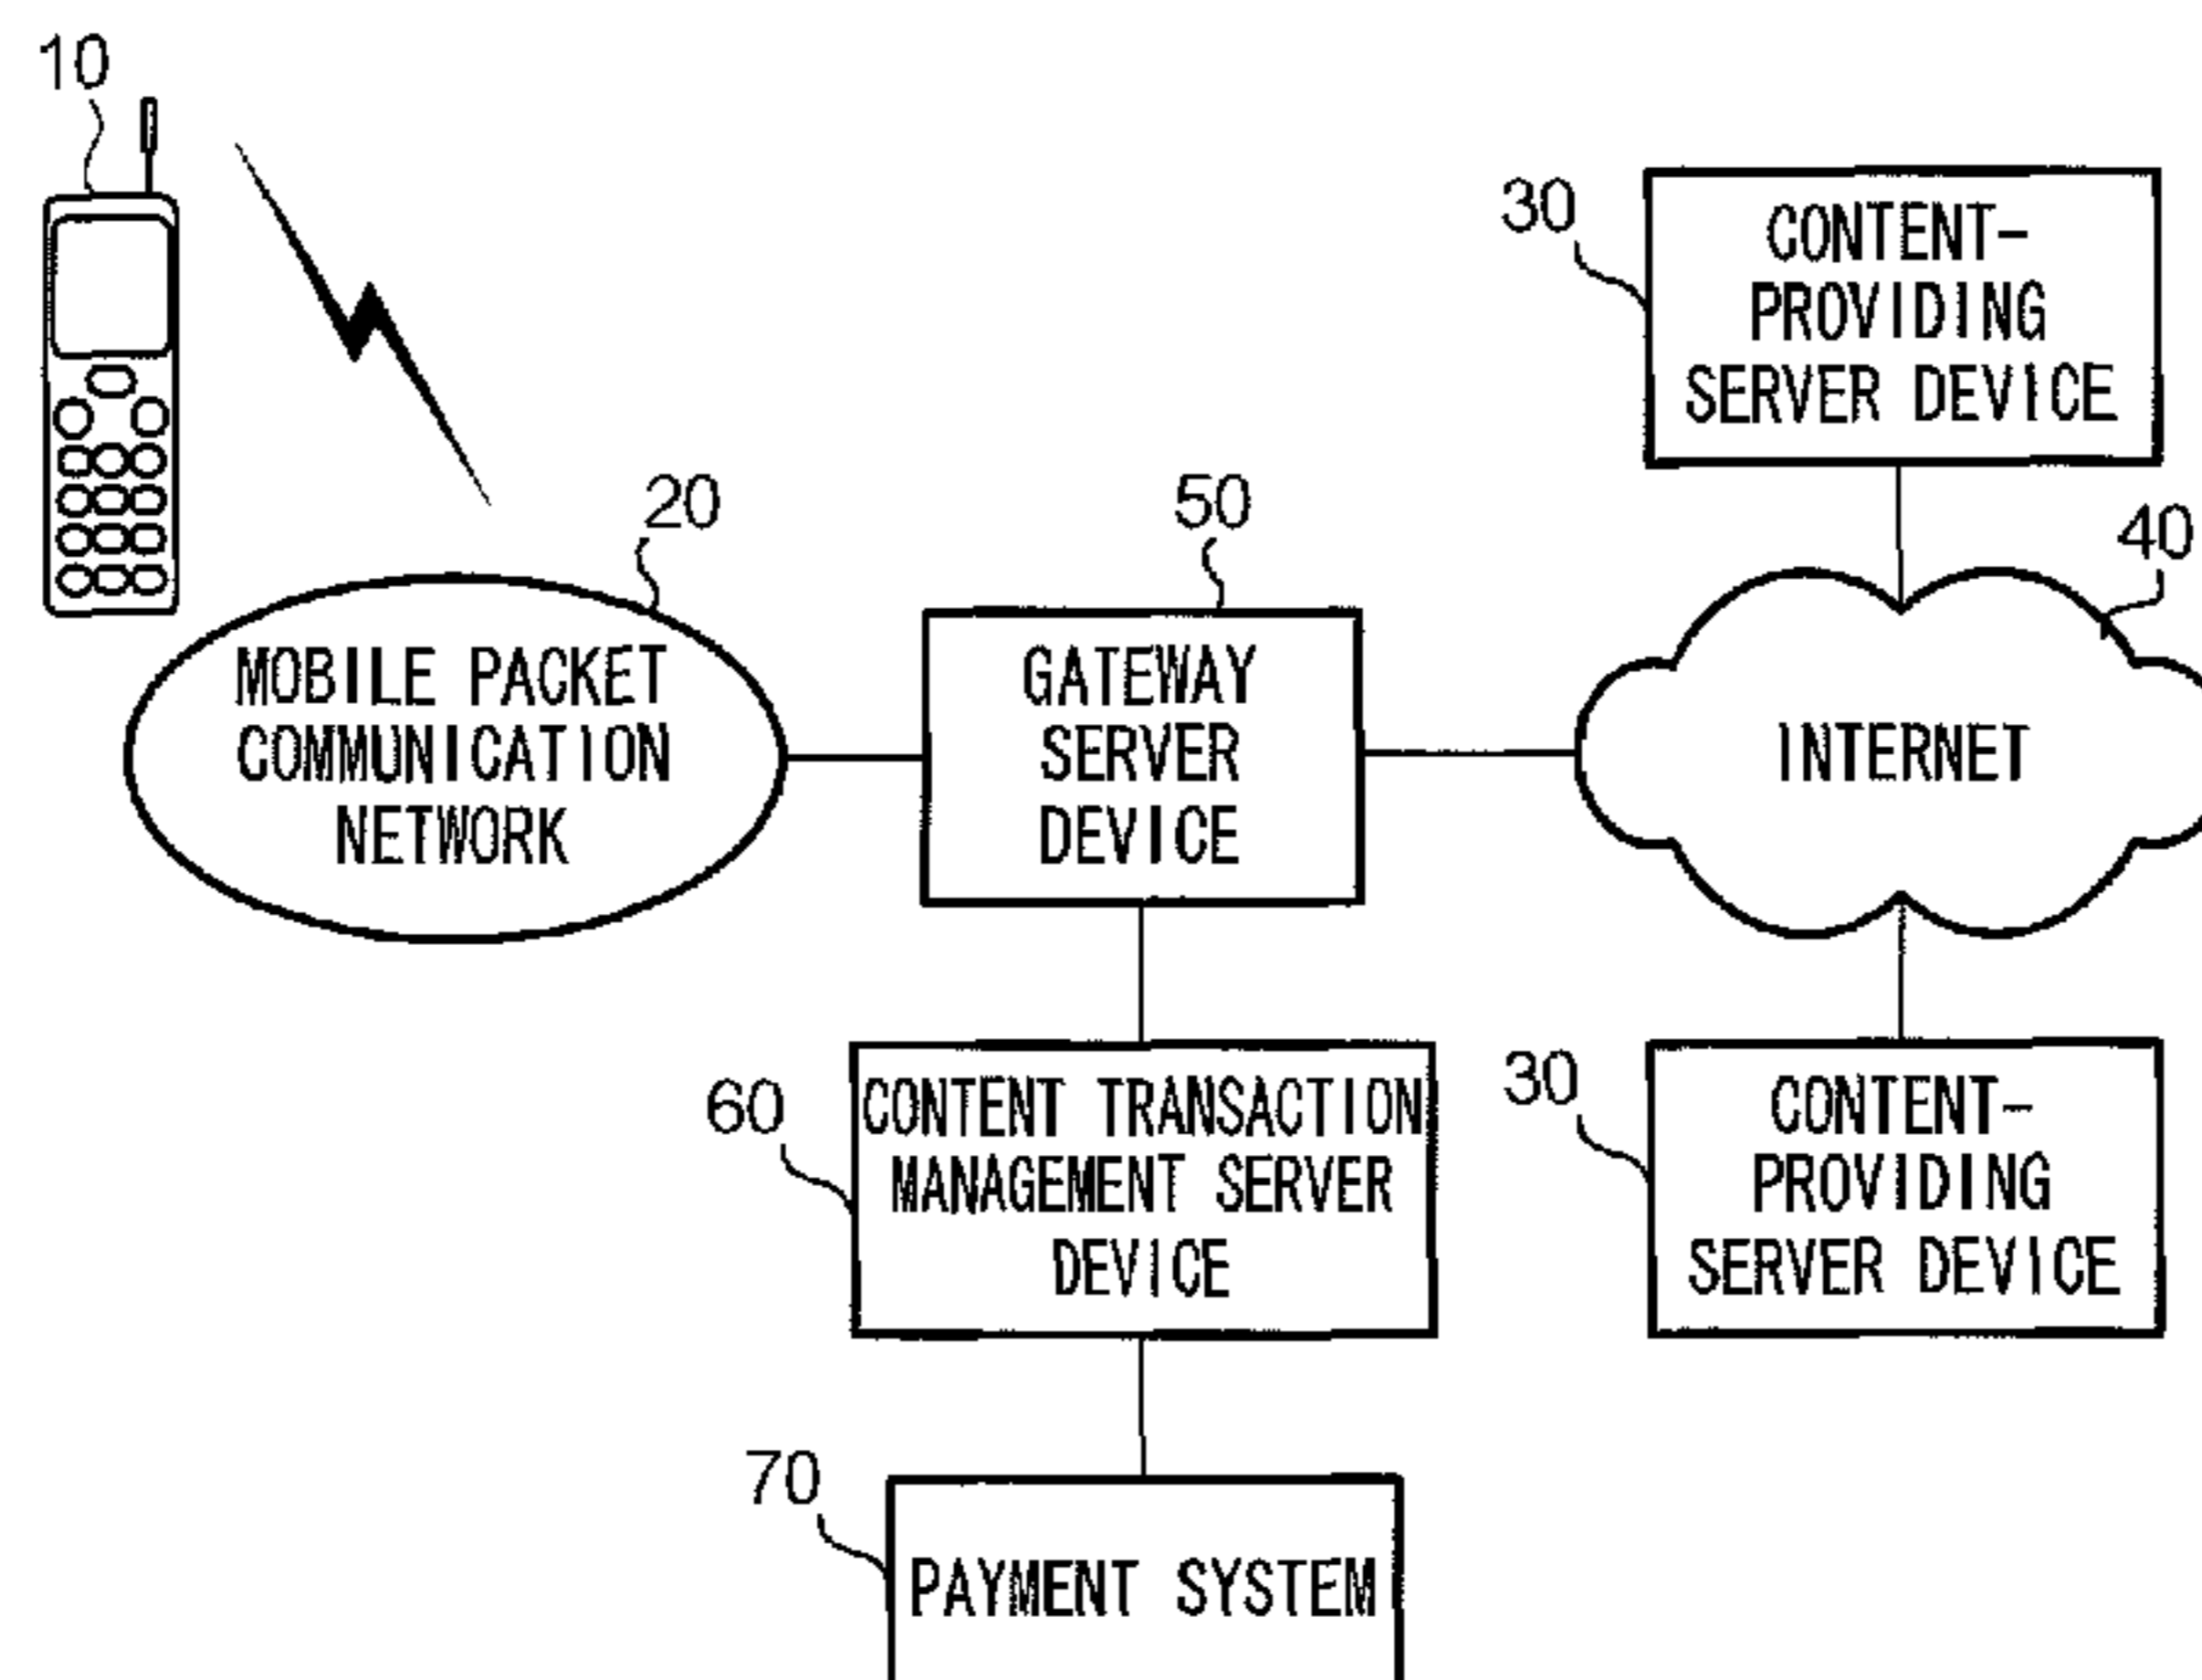 10
30
CONTENT-
PROVIDING
SERVER DEVICE
20
50
40
MOBILE PACKET
COMMUNICATION
NETWORK
GATEWAY
SERVER
DEVICE
INTERNET
60
CONTENT TRANSACTION
MANAGEMENT SERVER
DEVICE
30
CONTENT-
PROVIDING
SERVER DEVICE
70
PAYMENT SYSTEM